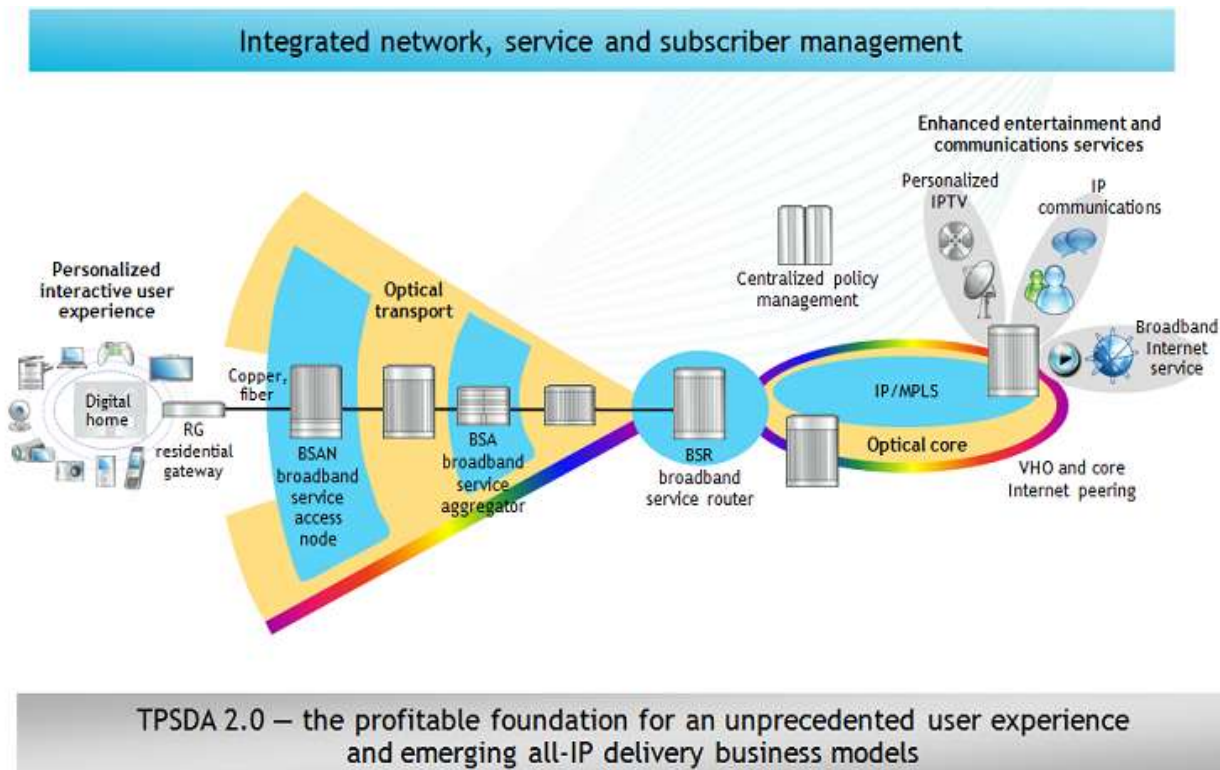 Integrated network, service and subscriber management
Enhanced entertainment and
communications services
Personalized
IPTV
IP
communications
Centralized policy
management
Personalized
interactive user
experience
Optical
transport
Broadband
Internet
service
Copper,
fiber
Digital
home
RG
residential
gateway
BSAN
broadband
service
access
node
BSA
broadband
service
aggregator
BSR
broadband
service router
IP/MPLS
Optical core
VHO and core
Internet peering
TPSDA 2.0 — the profitable foundation for an unprecedented user experience
and emerging all-IP delivery business models